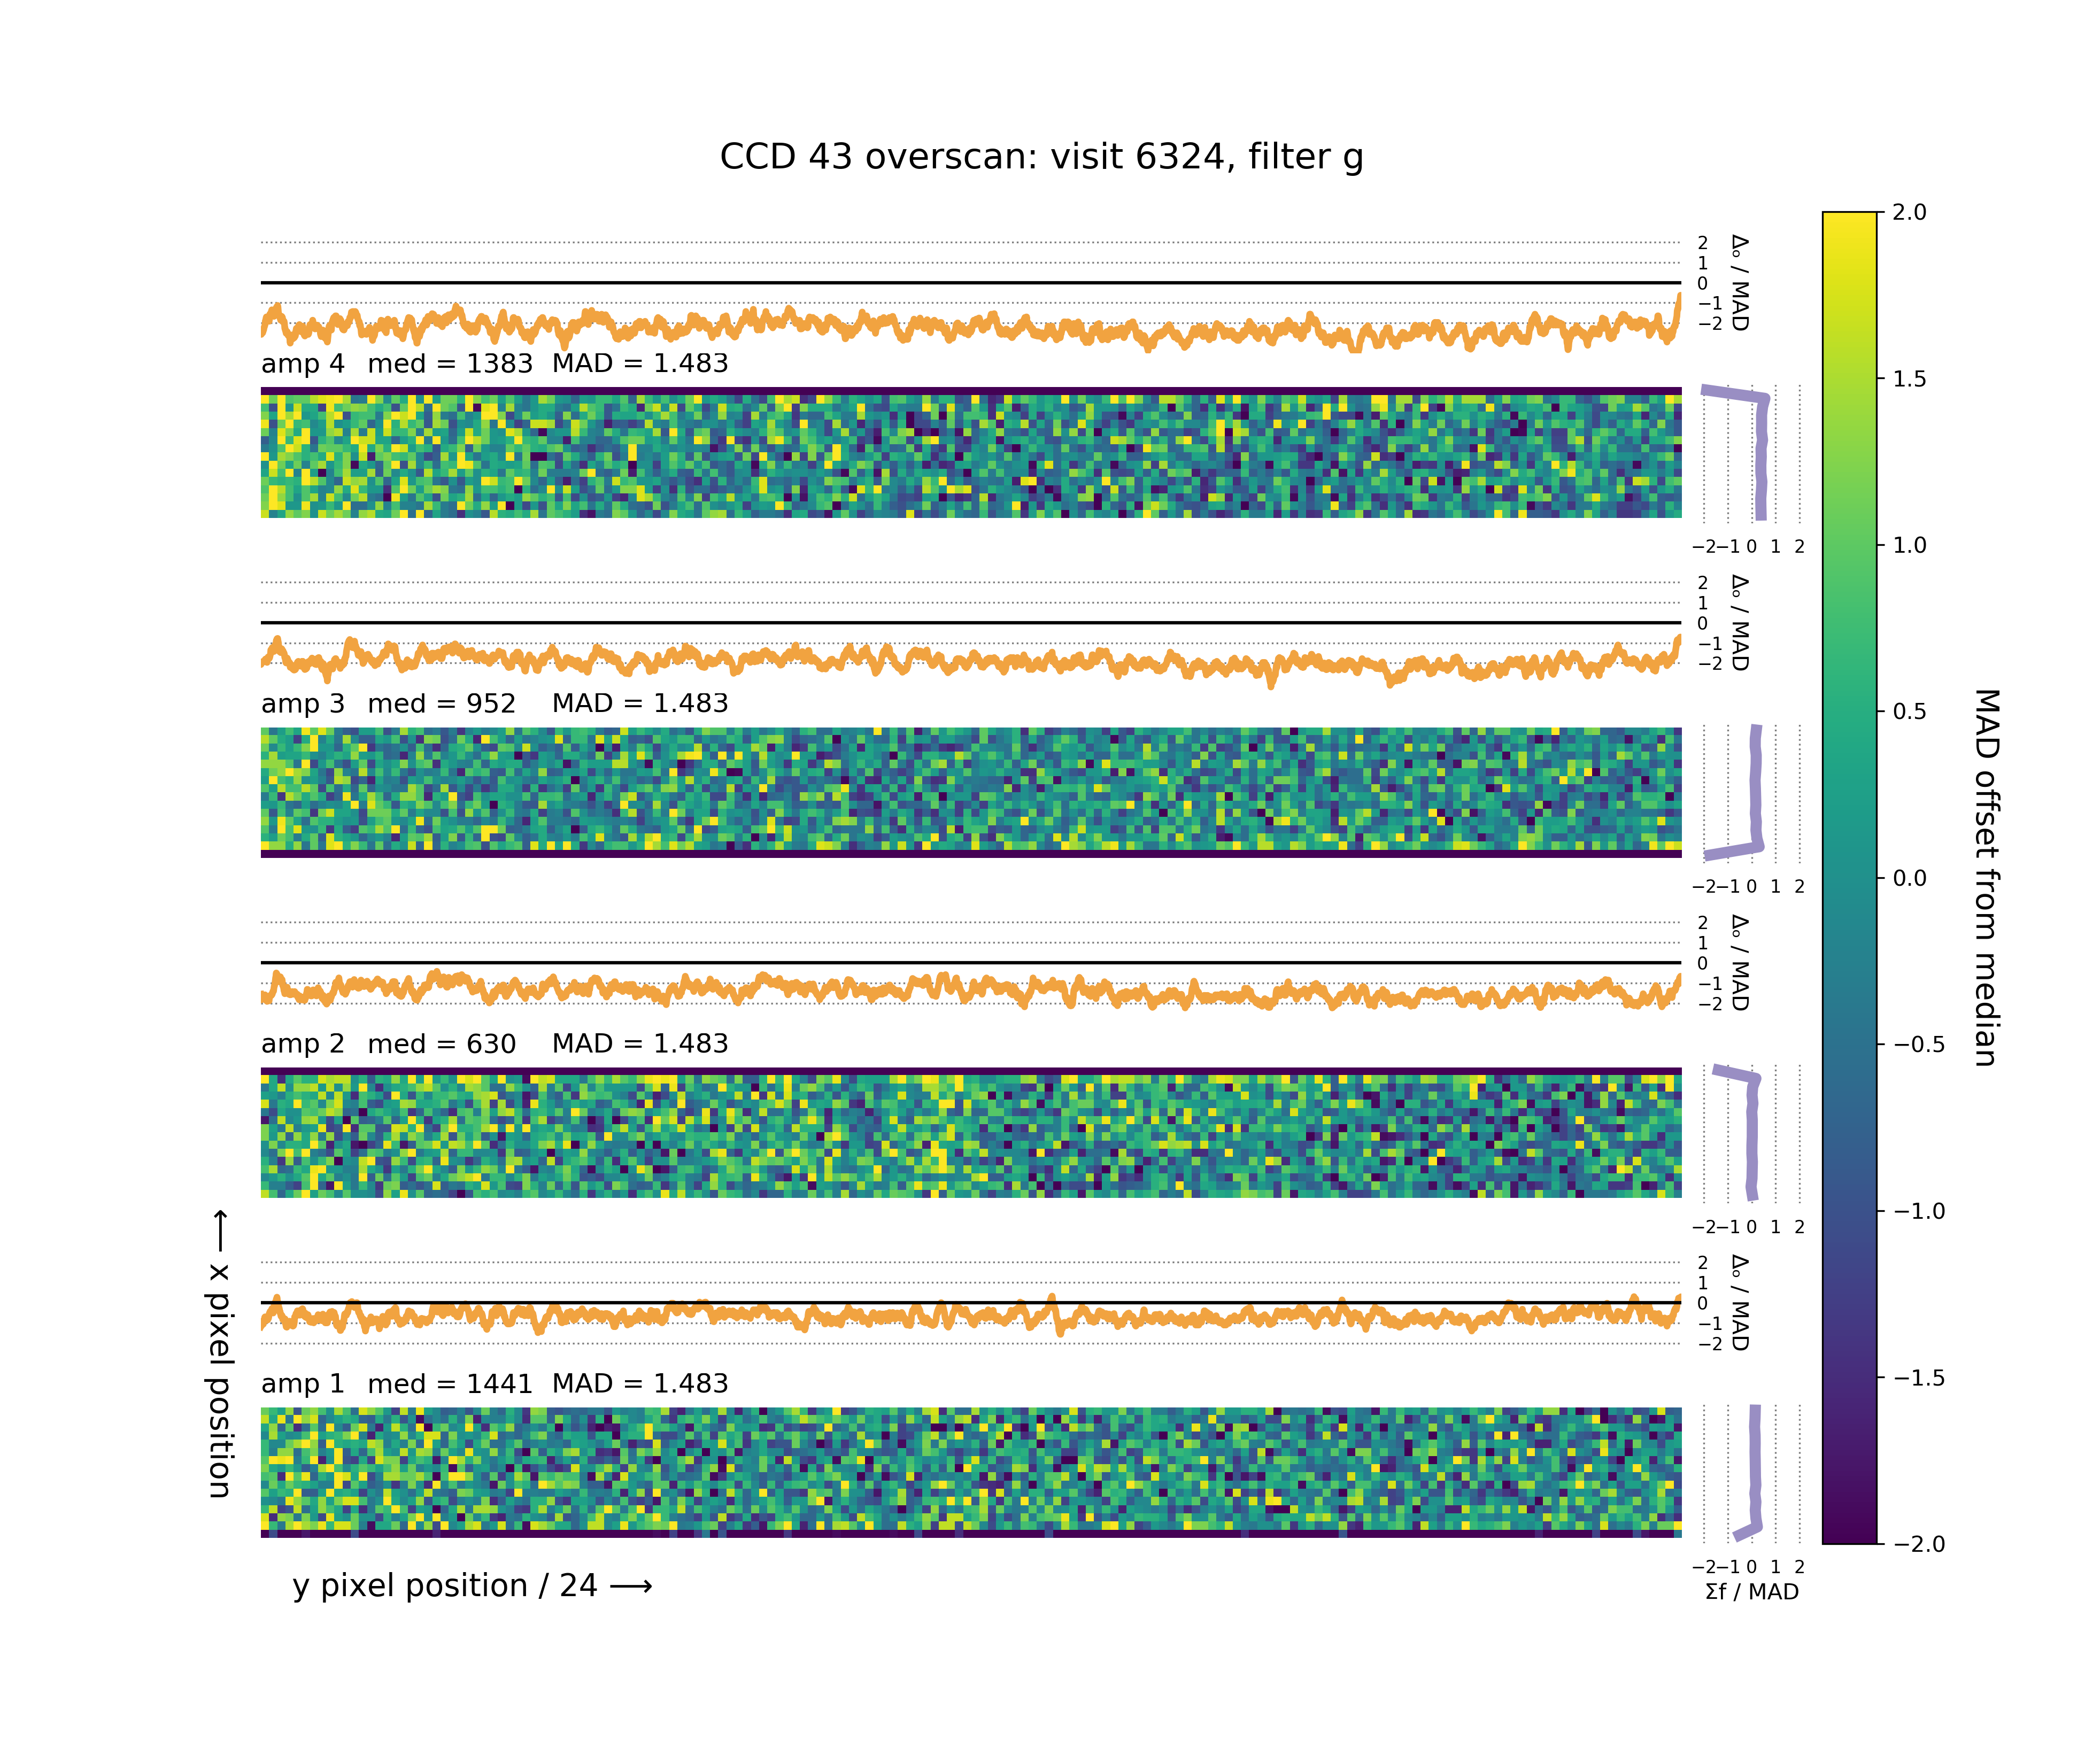 CCD 43 overscan: visit 6324, filter g
2
1
0
−1
−2
Δₒ / MAD
amp 4 med = 1383 MAD = 1.483
−2 −1 0 1 2
2
1
0
−1
−2
Δₒ / MAD
amp 3 med = 952 MAD = 1.483
−2 −1 0 1 2
2
1
0
−1
−2
Δₒ / MAD
amp 2 med = 630 MAD = 1.483
−2 −1 0 1 2
2
1
0
−1
−2
Δₒ / MAD
amp 1 med = 1441 MAD = 1.483
−2 −1 0 1 2
Σf / MAD
x pixel position ⟶
y pixel position / 24 ⟶
2.0
1.5
1.0
0.5
0.0
−0.5
−1.0
−1.5
−2.0
MAD offset from median